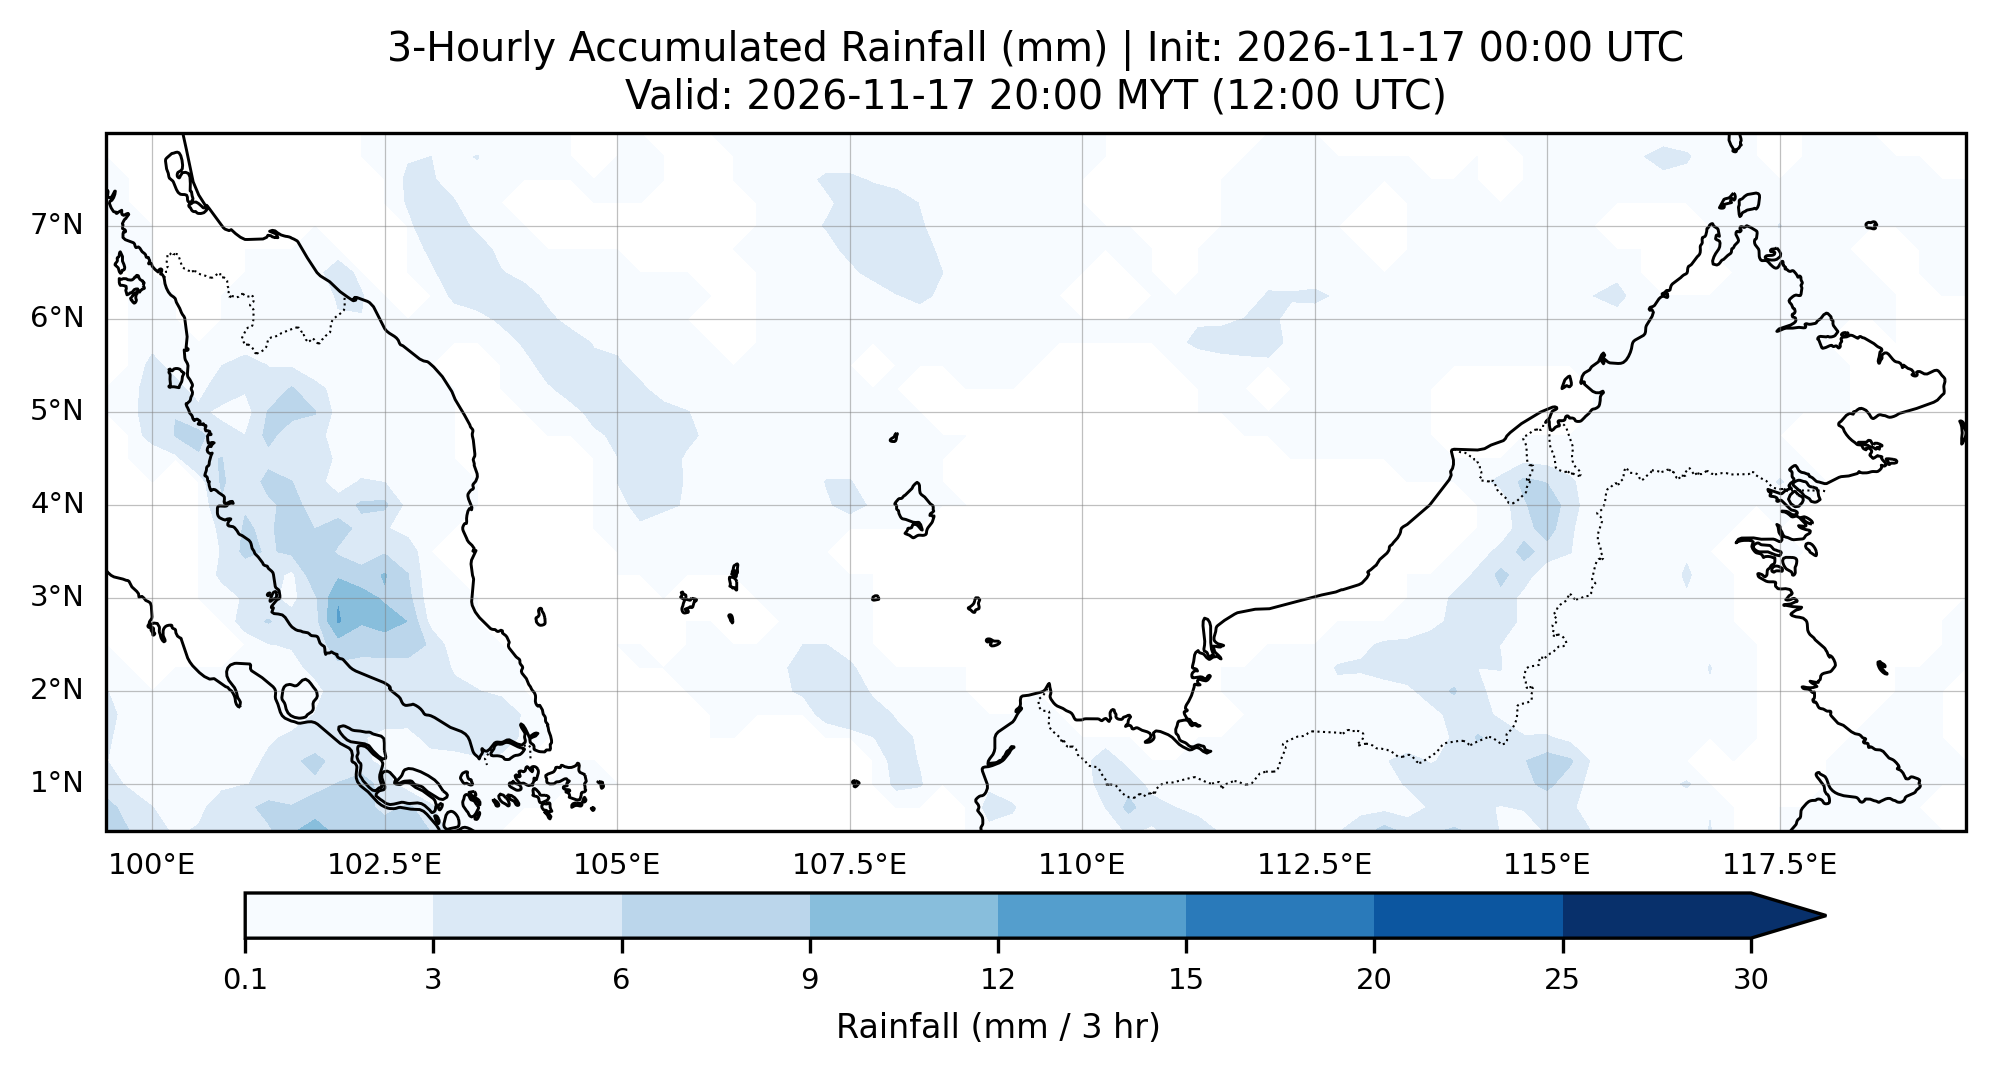 3-Hourly Accumulated Rainfall (mm) | Init: 2026-11-17 00:00 UTC
Valid: 2026-11-17 20:00 MYT (12:00 UTC)
7°N
6°N
5°N
4°N
3°N
2°N
1°N
100°E 102.5°E 105°E 107.5°E 110°E 112.5°E 115°E 117.5°E
0.1 3 6 9 12 15 20 25 30
Rainfall (mm / 3 hr)